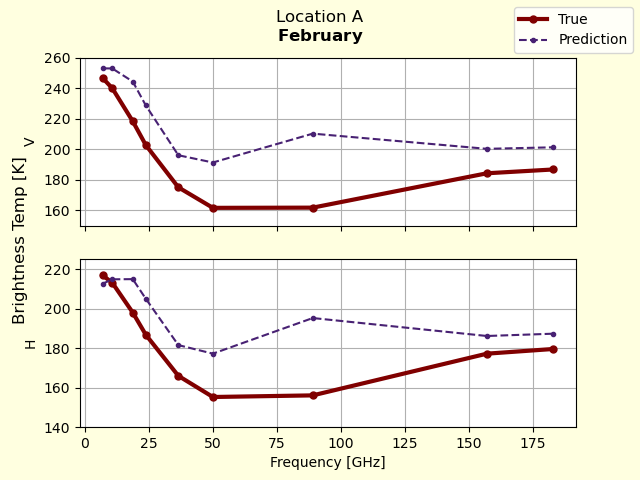 Location A
February
True
Prediction
Brightness Temp [K]
V
260
240
220
200
180
160
H
220
200
180
160
140
0 25 50 75 100 125 150 175
Frequency [GHz]